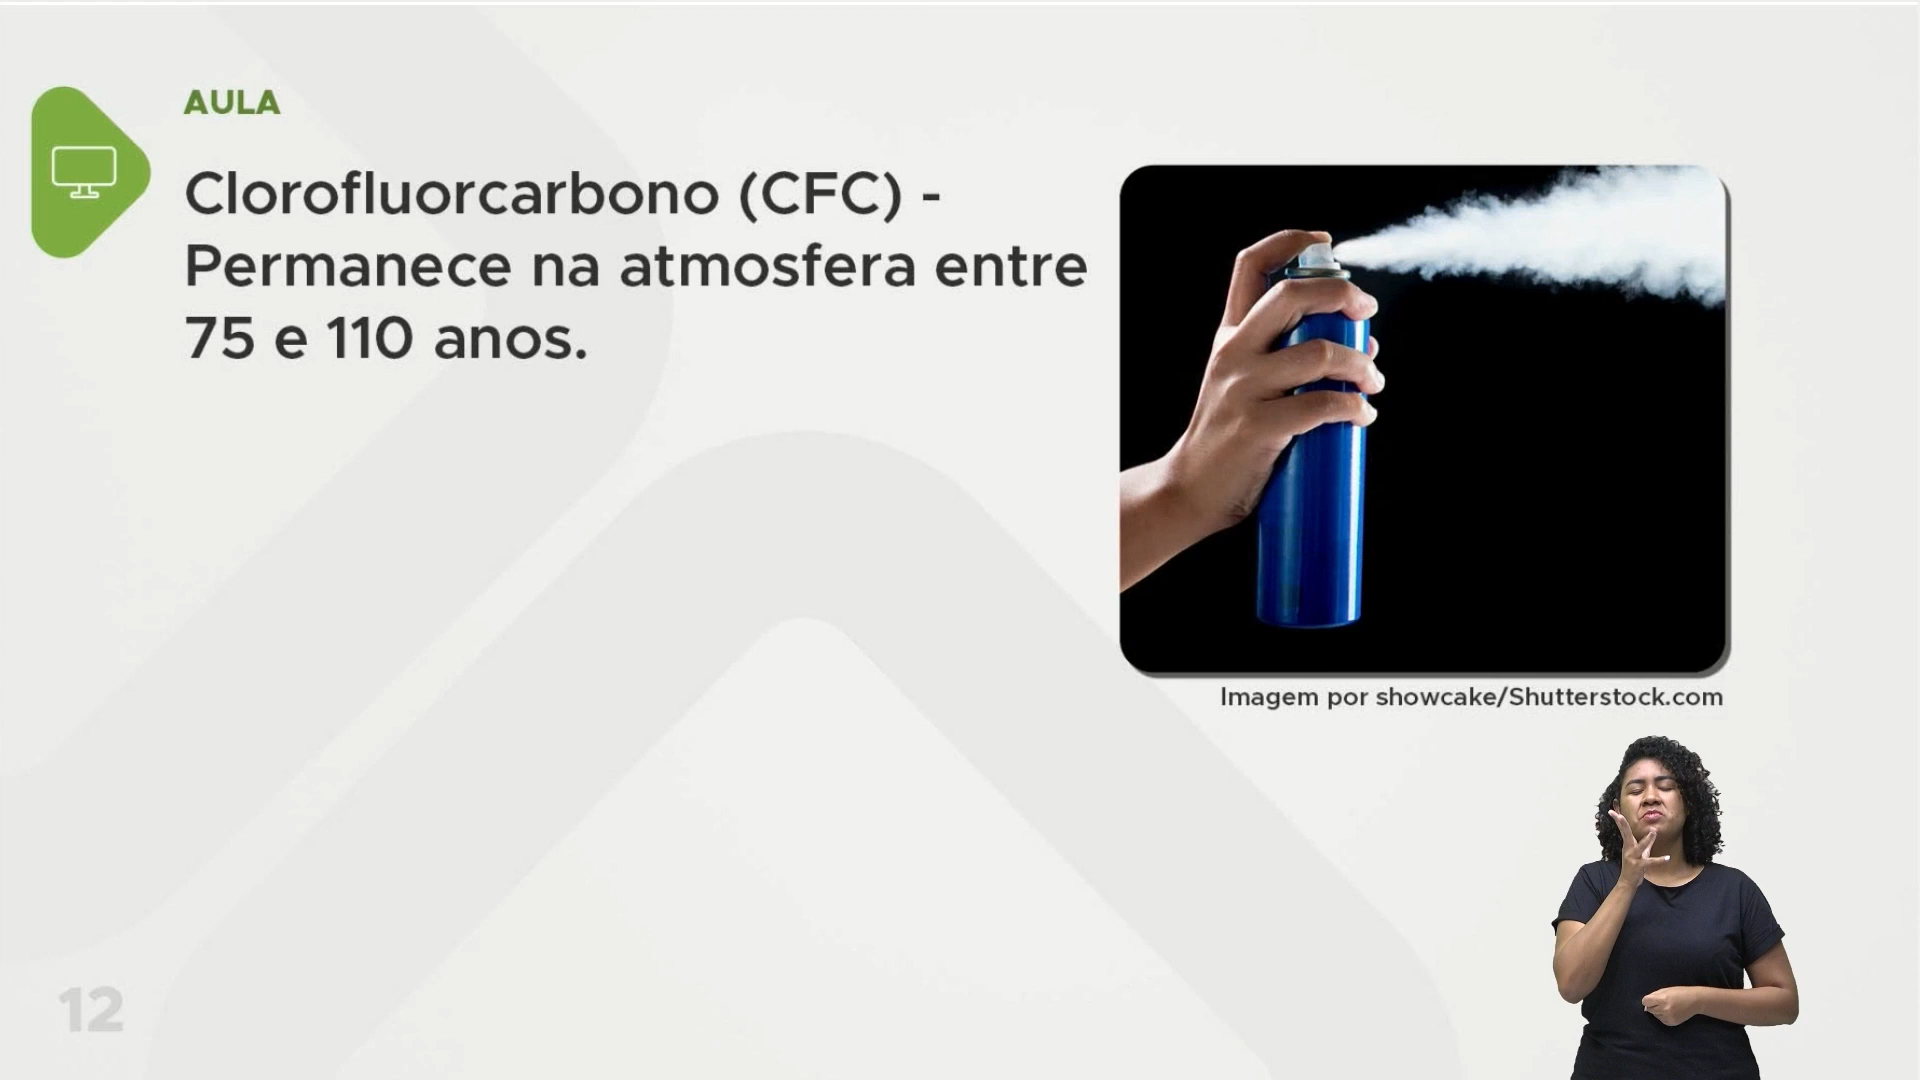 AULA
Clorofluorcarbono (CFC) -
Permanece na atmosfera entre
75 e 110 anos.
Imagem por showcake/Shutterstock.com
12